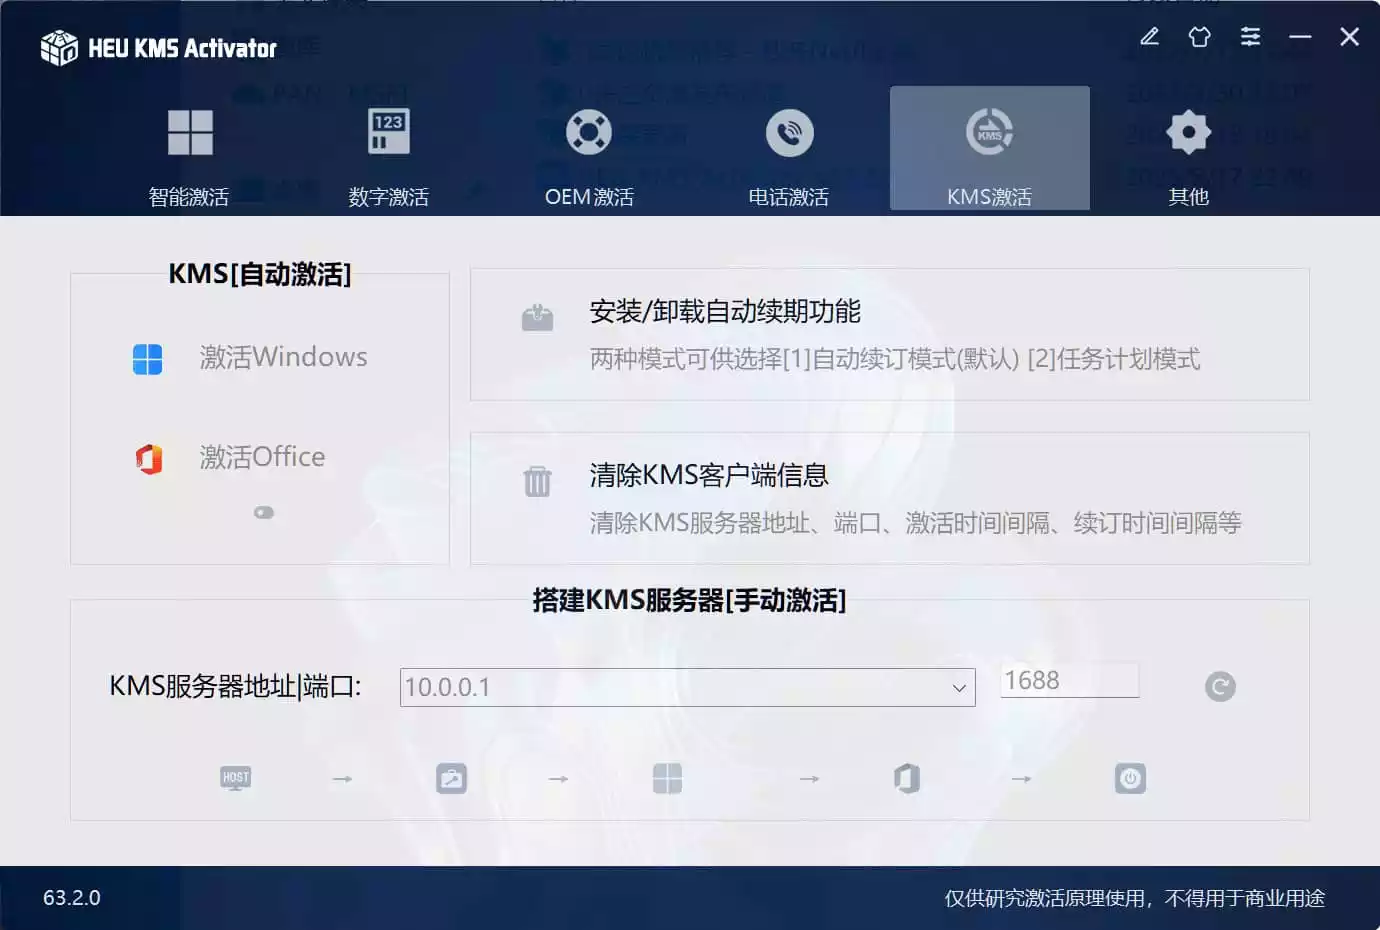 HEU KMS Activator
123
KMS
智能激活
数字激活
OEM激活
电话激活
KMS激活
其他
KMS[自动激活]
激活Windows
激活Office
安装/卸载自动续期功能
两种模式可供选择[1]自动续订模式(默认) [2]任务计划模式
清除KMS客户端信息
清除KMS服务器地址、端口、激活时间间隔、续订时间间隔等
搭建KMS服务器[手动激活]
KMS服务器地址|端口:
10.0.0.1
1688
HOST
63.2.0
仅供研究激活原理使用，不得用于商业用途